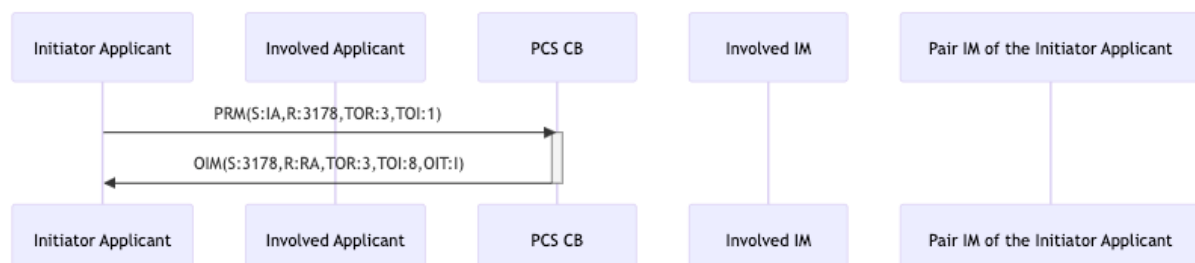 Initiator Applicant
Involved Applicant
PCS CB
Involved IM
Pair IM of the Initiator Applicant
PRM(S:IA,R:3178,TOR:3,TOI:1)
OIM(S:3178,R:RA,TOR:3,TOI:8,OIT:I)
Initiator Applicant
Involved Applicant
PCS CB
Involved IM
Pair IM of the Initiator Applicant